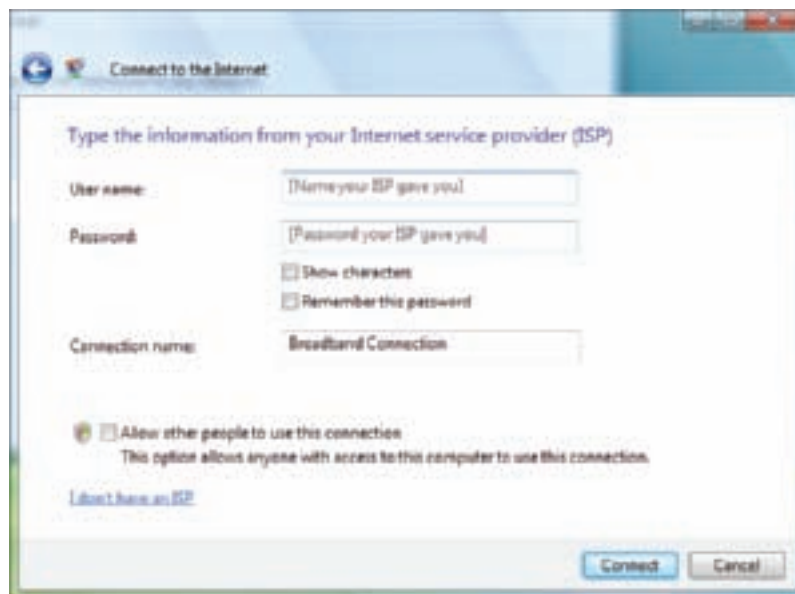 Connect to the Internet
Type the information from your Internet service provider (ISP)
User name:
[Name your ISP gave you]
Password:
[Password your ISP gave you]
Show characters
Remember this password
Connection name:
Broadband Connection
Allow other people to use this connection
This option allows anyone with access to this computer to use this connection.
I don't have an ISP
Connect
Cancel